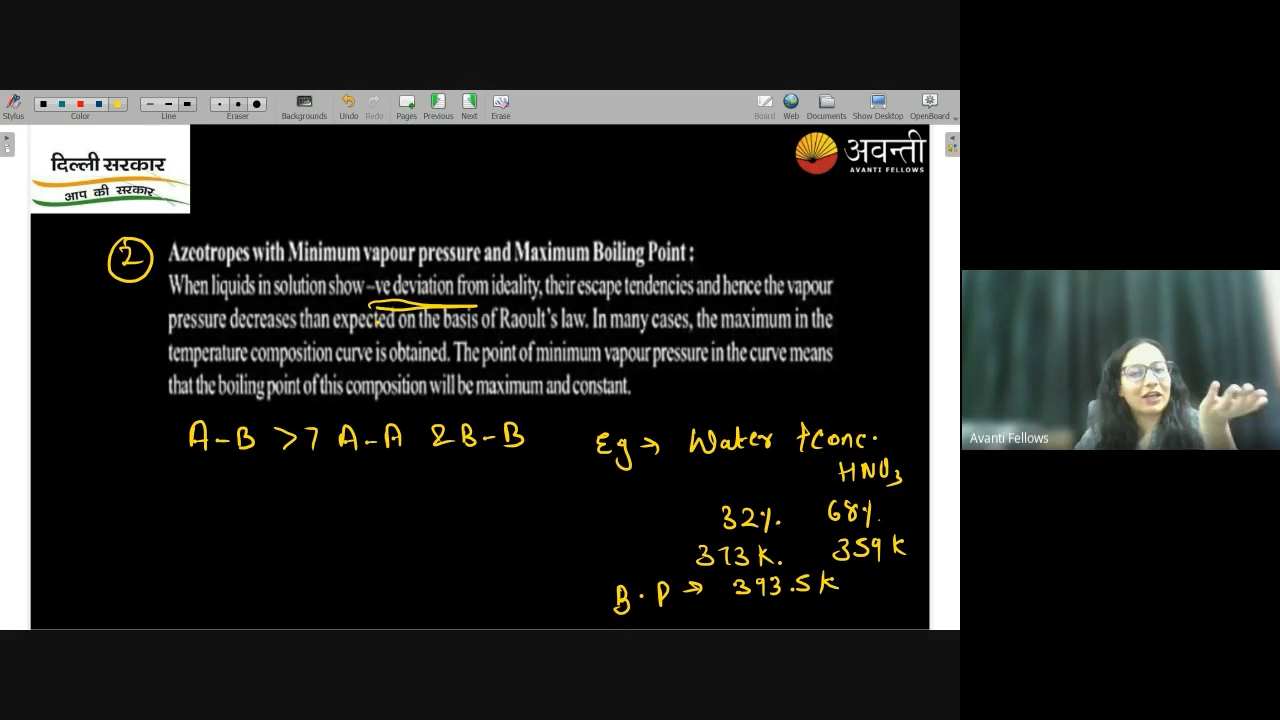 Stylus
Color
Line
Eraser
Backgrounds
Undo
Redo
Pages
Previous
Next
Erase
Board
Web
Documents
Show Desktop
OpenBoard
दिल्ली सरकार
आप की सरकार
अवन्ती
AVANTI FELLOWS
2 Azeotropes with Minimum vapour pressure and Maximum Boiling Point :
When liquids in solution show –ve deviation from ideality, their escape tendencies and hence the vapour
pressure decreases than expected on the basis of Raoult's law. In many cases, the maximum in the
temperature composition curve is obtained. The point of minimum vapour pressure in the curve means
that the boiling point of this composition will be maximum and constant.
A-B >7 A-A & B-B
Eg → Water + Conc.
HNO3
32%. 68%.
373K. 359K
B.P → 393.5K
Avanti Fellows